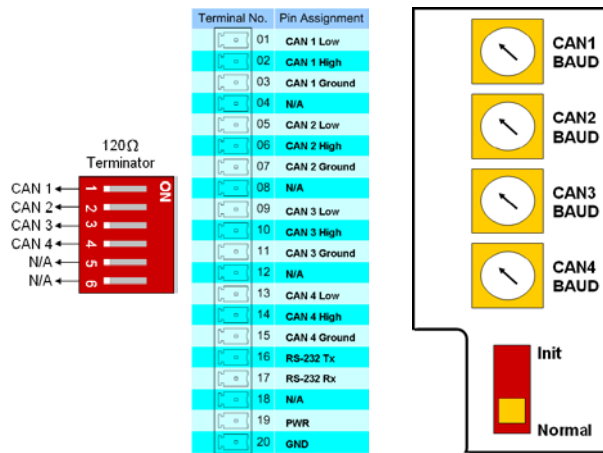 120Ω
Terminator
ON
CAN 1 1
CAN 2 2
CAN 3 3
CAN 4 4
N/A 5
N/A 6
Terminal No. Pin Assignment
01 CAN 1 Low
02 CAN 1 High
03 CAN 1 Ground
04 N/A
05 CAN 2 Low
06 CAN 2 High
07 CAN 2 Ground
08 N/A
09 CAN 3 Low
10 CAN 3 High
11 CAN 3 Ground
12 N/A
13 CAN 4 Low
14 CAN 4 High
15 CAN 4 Ground
16 RS-232 Tx
17 RS-232 Rx
18 N/A
19 PWR
20 GND
CAN1
BAUD
CAN2
BAUD
CAN3
BAUD
CAN4
BAUD
Init
Normal